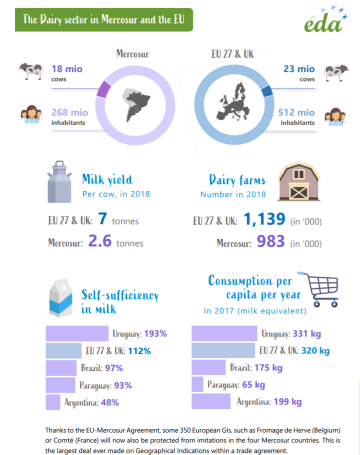 The Dairy sector in Mercosur and the EU
eda
Mercosur
EU 27 & UK
18 mio
cows
268 mio
inhabitants
23 mio
cows
512 mio
inhabitants
Milk yield
Per cow, in 2018
EU 27 & UK: 7 tonnes
Mercosur: 2.6 tonnes
Dairy farms
Number in 2018
EU 27 & UK: 1,139 (in '000)
Mercosur: 983 (in '000)
Self-sufficiency
in milk
Uruguay: 193%
EU 27 & UK: 112%
Brazil: 97%
Paraguay: 93%
Argentina: 48%
Consumption per
capita per year
In 2017 (milk equivalent)
Uruguay: 331 kg
EU 27 & UK: 320 kg
Brazil: 175 kg
Paraguay: 65 kg
Argentina: 199 kg
Thanks to the EU-Mercosur Agreement, some 350 European GIs, such as Fromage de Herve (Belgium)
or Comté (France) will now also be protected from imitations in the four Mercosur countries. This is
the largest deal ever made on Geographical Indications within a trade agreement.